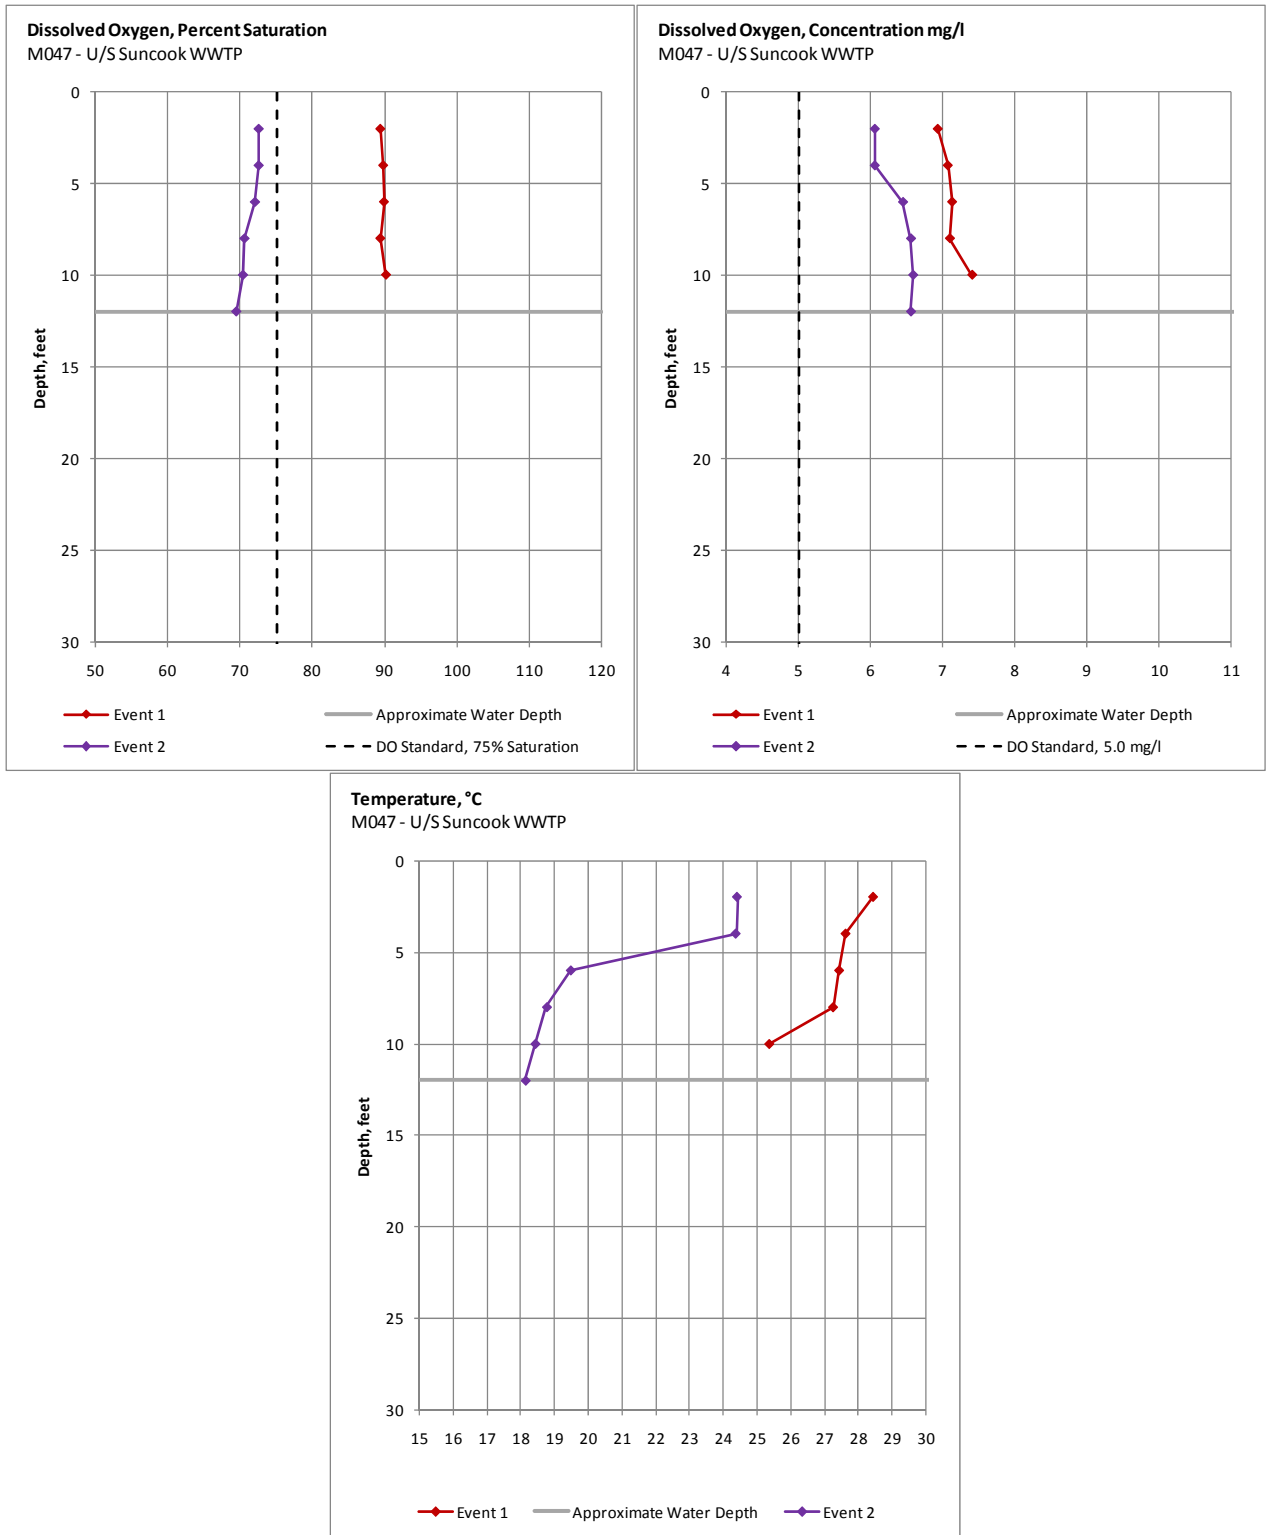 Dissolved Oxygen, Percent Saturation
M047 - U/S Suncook WWTP
0
5
10
15
20
25
30
Depth, feet
50 60 70 80 90 100 110 120
Event 1
Approximate Water Depth
Event 2
DO Standard, 75% Saturation
Dissolved Oxygen, Concentration mg/l
M047 - U/S Suncook WWTP
0
5
10
15
20
25
30
Depth, feet
4 5 6 7 8 9 10 11
Event 1
Approximate Water Depth
Event 2
DO Standard, 5.0 mg/l
Temperature, °C
M047 - U/S Suncook WWTP
0
5
10
15
20
25
30
Depth, feet
15 16 17 18 19 20 21 22 23 24 25 26 27 28 29 30
Event 1 Approximate Water Depth Event 2